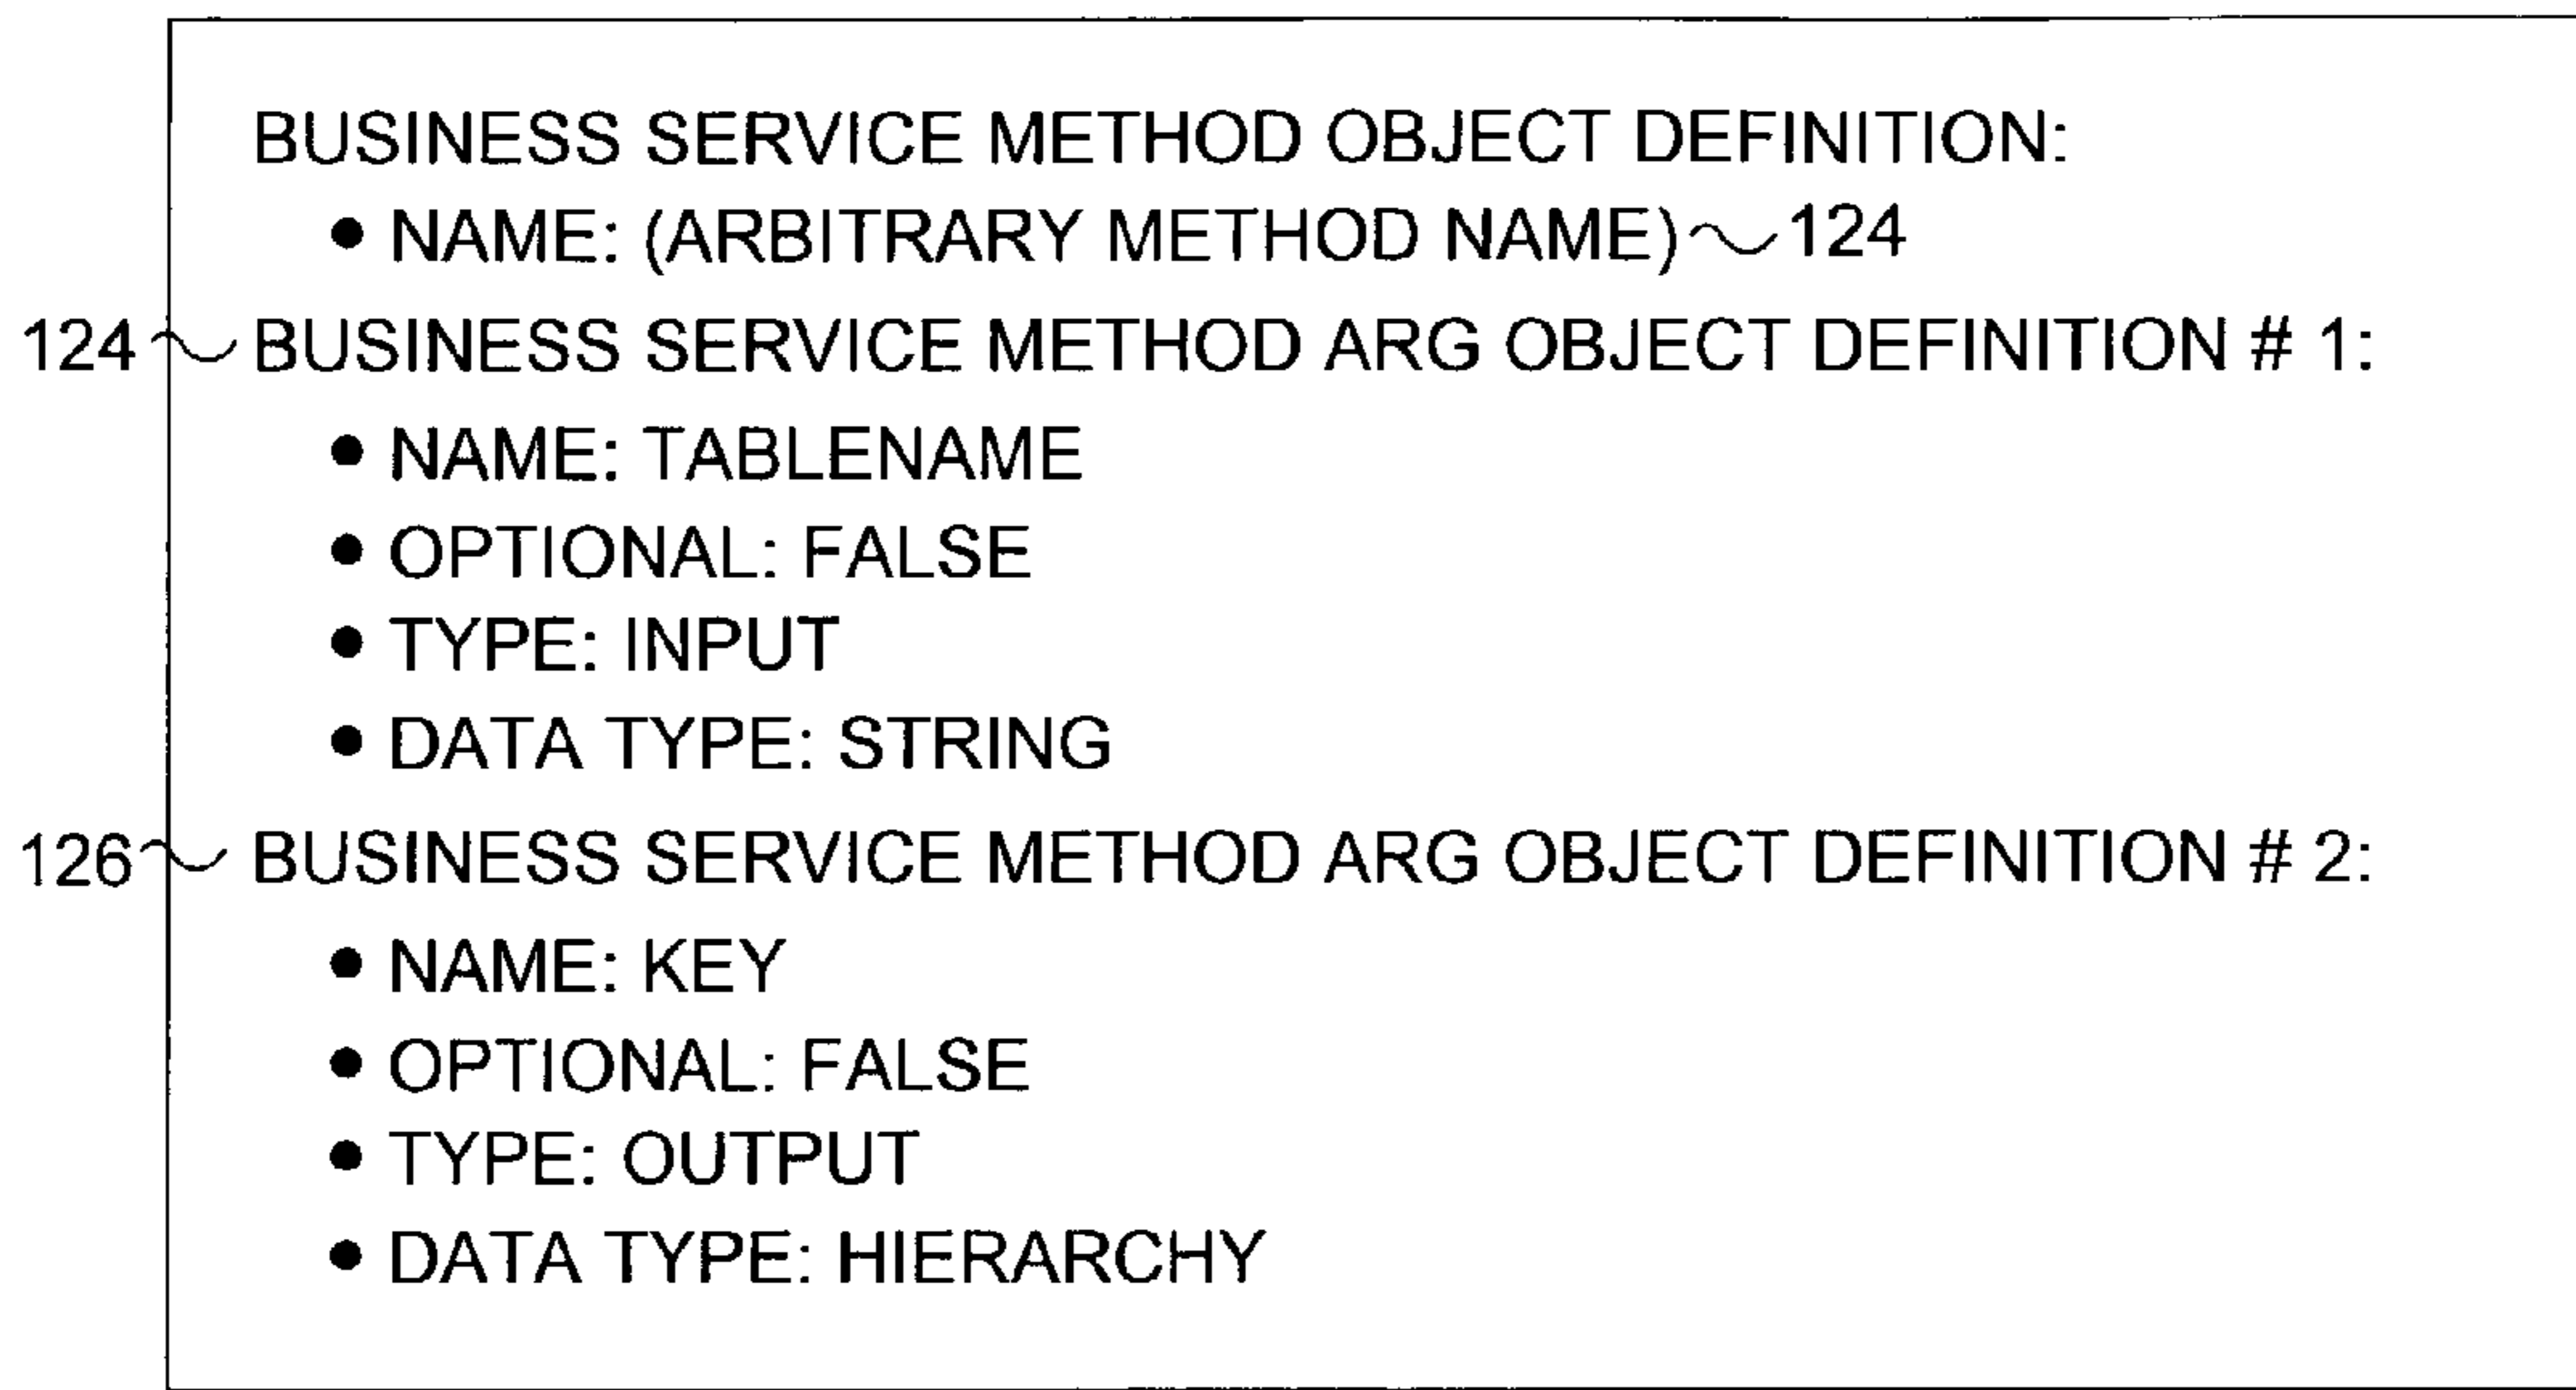 BUSINESS SERVICE METHOD OBJECT DEFINITION:
• NAME: (ARBITRARY METHOD NAME) 124
124 BUSINESS SERVICE METHOD ARG OBJECT DEFINITION # 1:
• NAME: TABLENAME
• OPTIONAL: FALSE
• TYPE: INPUT
• DATA TYPE: STRING
126 BUSINESS SERVICE METHOD ARG OBJECT DEFINITION # 2:
• NAME: KEY
• OPTIONAL: FALSE
• TYPE: OUTPUT
• DATA TYPE: HIERARCHY